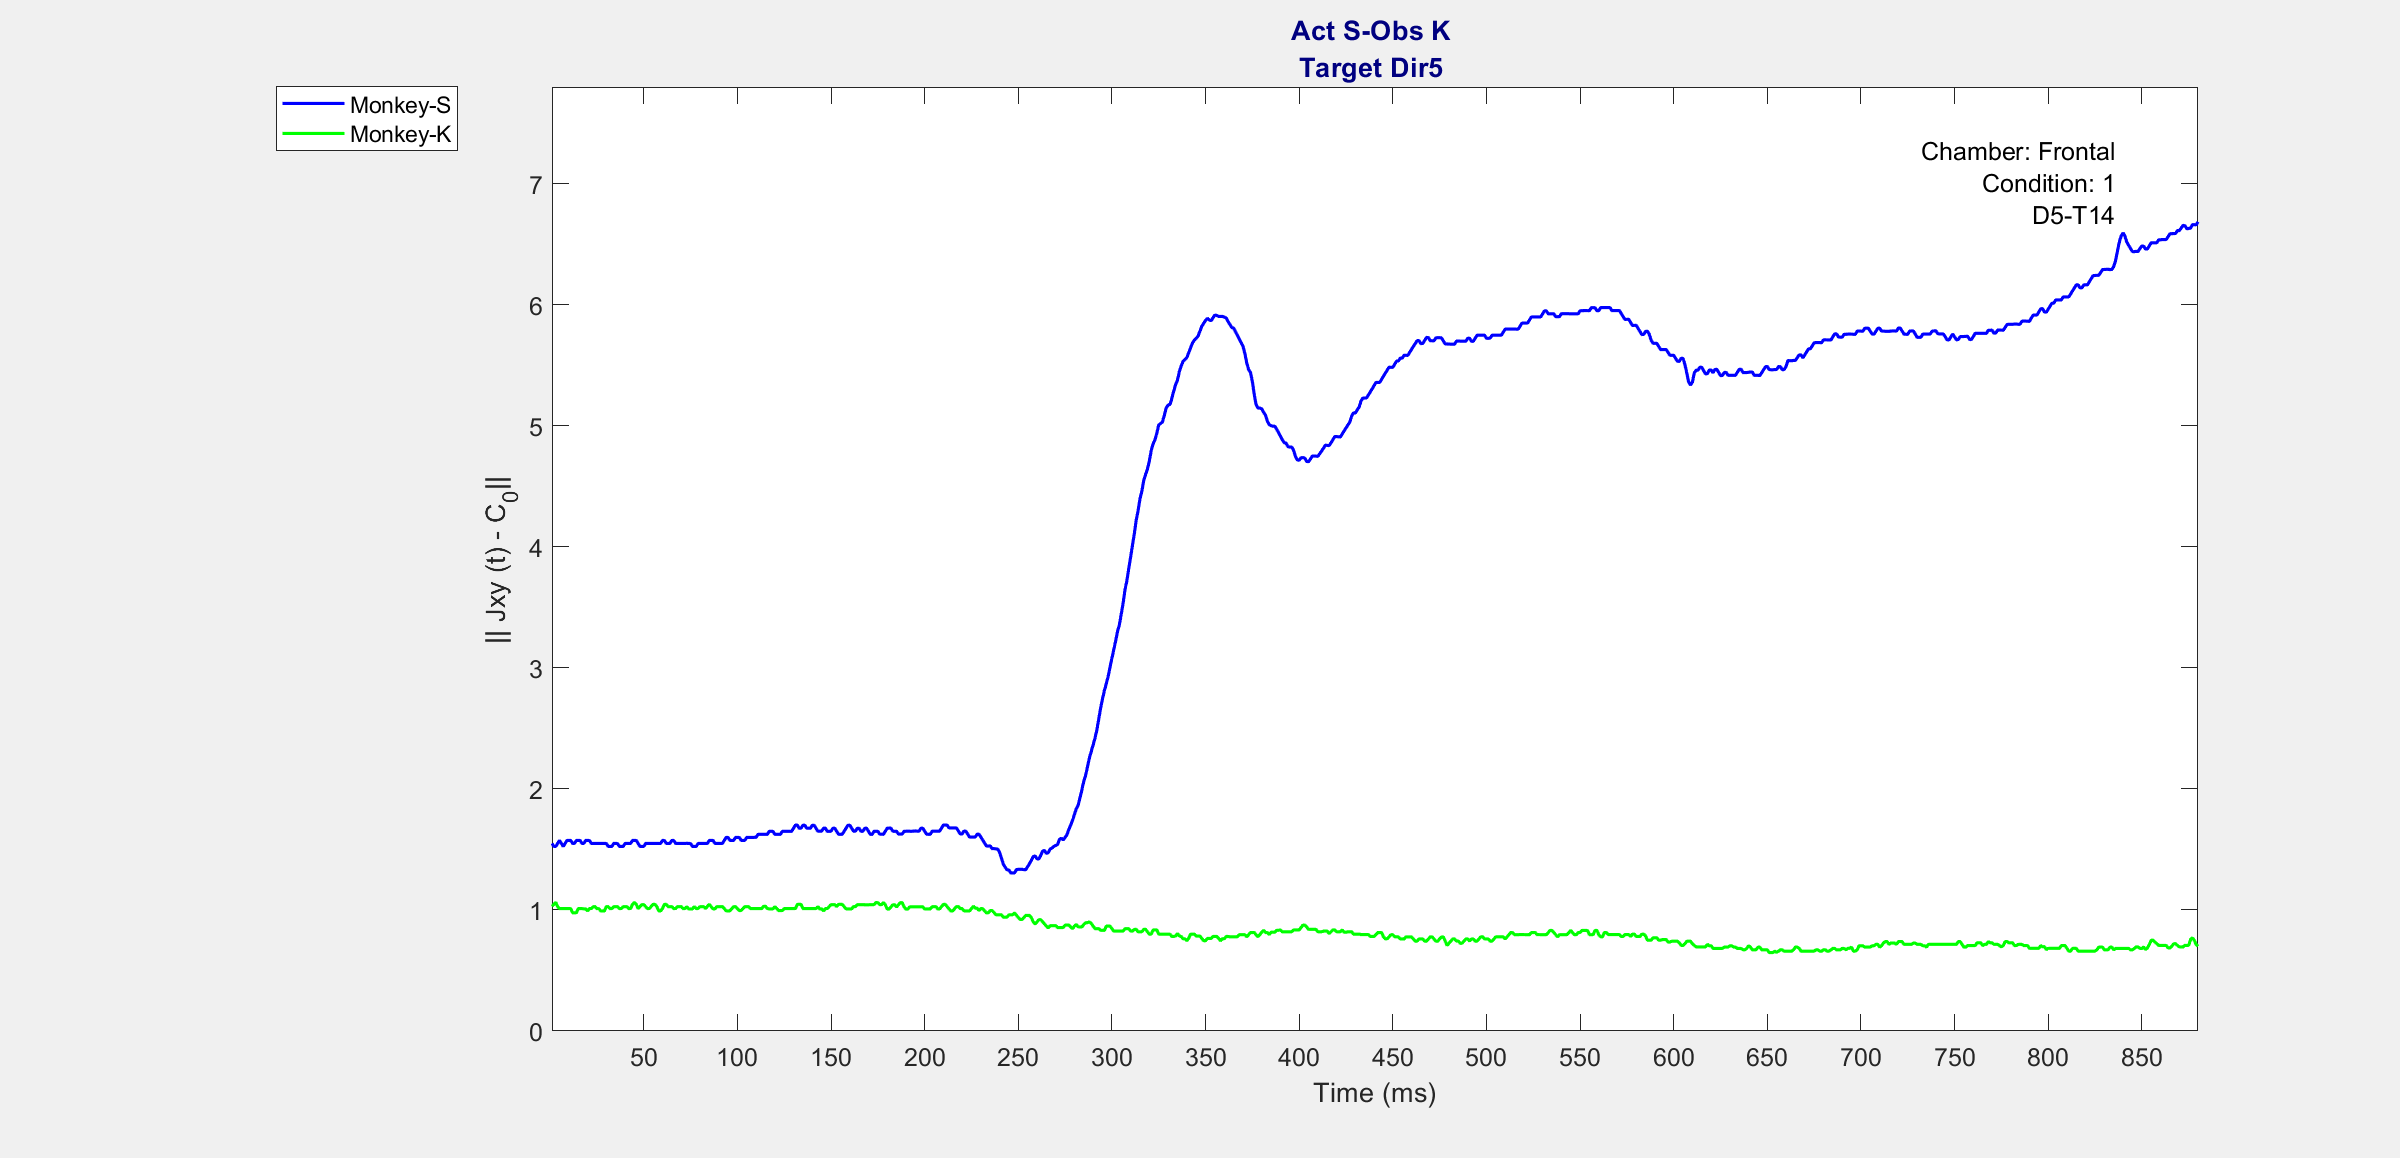 Act S-Obs K
Target Dir5
Monkey-S
Monkey-K
Chamber: Frontal
Condition: 1
D5-T14
|| Jxy (t) - C0||
7
6
5
4
3
2
1
0
50 100 150 200 250 300 350 400 450 500 550 600 650 700 750 800 850
Time (ms)